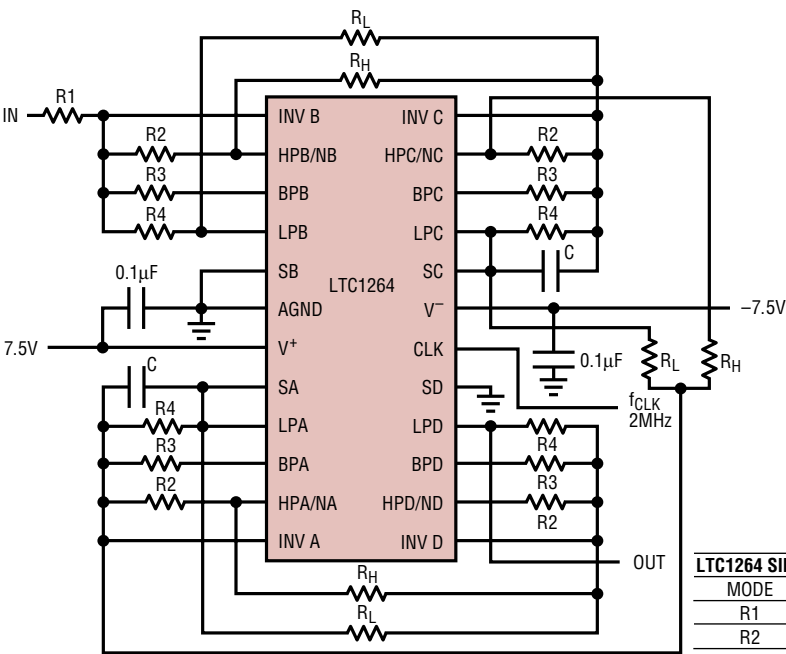 RL
RH
R1
IN
INV B
INV C
R2
HPB/NB
HPC/NC
R2
R3
BPB
BPC
R3
R4
LPB
LPC
R4
0.1µF
SB
SC
C
LTC1264
AGND
V–
–7.5V
7.5V
V+
CLK
0.1µF
RL
RH
C
SA
SD
fCLK
2MHz
R4
LPA
LPD
R4
R3
BPA
BPD
R3
R2
HPA/NA
HPD/ND
R2
INV A
INV D
OUT
RH
RL
MODE
R1
R2
LTC1264